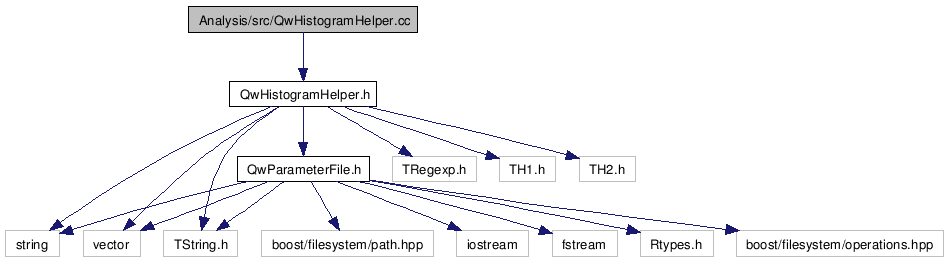 Analysis/src/QwHistogramHelper.cc
QwHistogramHelper.h
QwParameterFile.h
TRegexp.h
TH1.h
TH2.h
string
vector
TString.h
boost/filesystem/path.hpp
iostream
fstream
Rtypes.h
boost/filesystem/operations.hpp